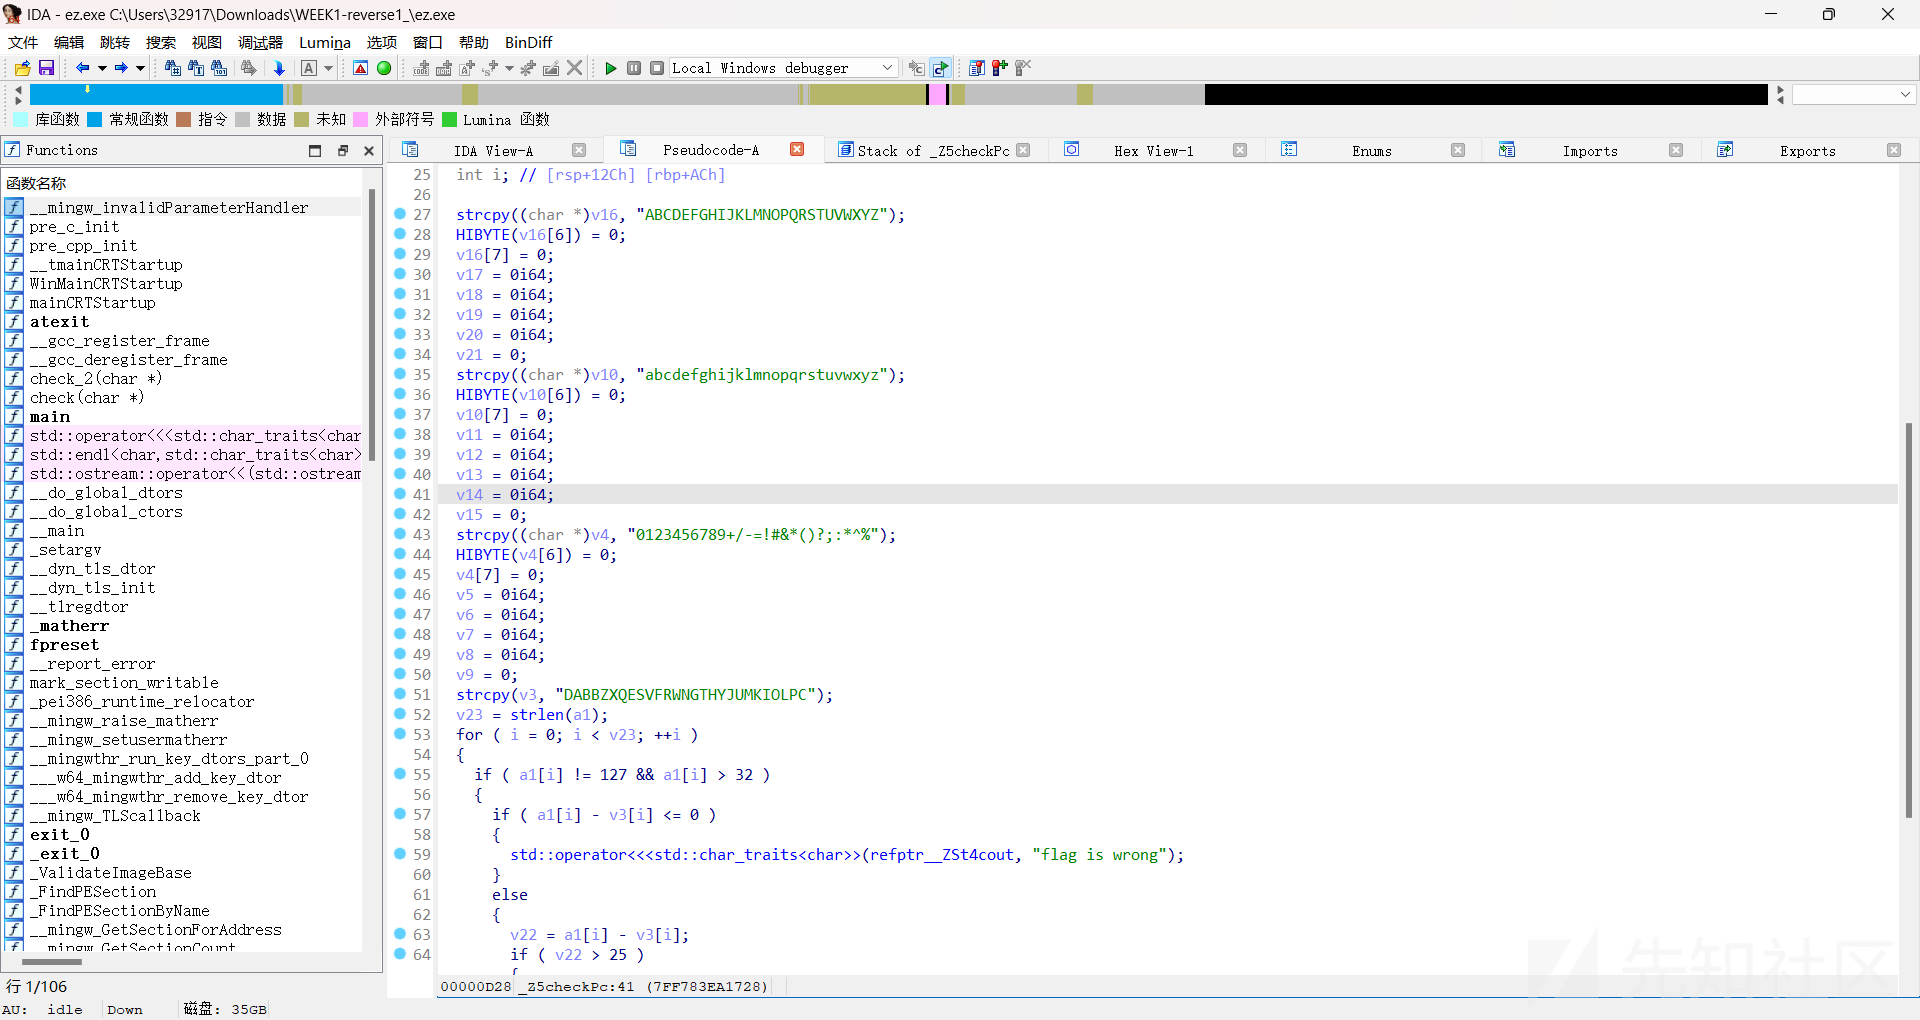 IDA - ez.exe C:\Users\32917\Downloads\WEEK1-reverse1_\ez.exe
文件 编辑 跳转 搜索 视图 调试器 Lumina 选项 窗口 帮助 BinDiff
Local Windows debugger
库函数 常规函数 指令 数据 未知 外部符号 Lumina 函数
Functions
函数名称
__mingw_invalidParameterHandler
pre_c_init
pre_cpp_init
__tmainCRTStartup
WinMainCRTStartup
mainCRTStartup
atexit
__gcc_register_frame
__gcc_deregister_frame
check_2(char *)
check(char *)
main
std::operator<<<std::char_traits<char
std::endl<char,std::char_traits<char>
std::ostream::operator<<(std::ostream
__do_global_dtors
__do_global_ctors
__main
_setargv
__dyn_tls_dtor
__dyn_tls_init
__tlregdtor
_matherr
fpreset
__report_error
mark_section_writable
_pei386_runtime_relocator
__mingw_raise_matherr
__mingw_setusermatherr
__mingwthr_run_key_dtors_part_0
___w64_mingwthr_add_key_dtor
___w64_mingwthr_remove_key_dtor
__mingw_TLScallback
exit_0
_exit_0
_ValidateImageBase
_FindPESection
_FindPESectionByName
__mingw_GetSectionForAddress
__mingw_GetSectionCount
行 1/106
IDA View-A Pseudocode-A Stack of _Z5checkPc Hex View-1 Enums Imports Exports
25 int i; // [rsp+12Ch] [rbp+ACh]
26
27 strcpy((char *)v16, "ABCDEFGHIJKLMNOPQRSTUVWXYZ");
28 HIBYTE(v16[6]) = 0;
29 v16[7] = 0;
30 v17 = 0i64;
31 v18 = 0i64;
32 v19 = 0i64;
33 v20 = 0i64;
34 v21 = 0;
35 strcpy((char *)v10, "abcdefghijklmnopqrstuvwxyz");
36 HIBYTE(v10[6]) = 0;
37 v10[7] = 0;
38 v11 = 0i64;
39 v12 = 0i64;
40 v13 = 0i64;
41 v14 = 0i64;
42 v15 = 0;
43 strcpy((char *)v4, "0123456789+/-=!#&*()?;:*^%");
44 HIBYTE(v4[6]) = 0;
45 v4[7] = 0;
46 v5 = 0i64;
47 v6 = 0i64;
48 v7 = 0i64;
49 v8 = 0i64;
50 v9 = 0;
51 strcpy(v3, "DABBZXQESVFRWNGTHYJUMKIOLPC");
52 v23 = strlen(a1);
53 for ( i = 0; i < v23; ++i )
54 {
55 if ( a1[i] != 127 && a1[i] > 32 )
56 {
57 if ( a1[i] - v3[i] <= 0 )
58 {
59 std::operator<<<std::char_traits<char>>(refptr__ZSt4cout, "flag is wrong");
60 }
61 else
62 {
63 v22 = a1[i] - v3[i];
64 if ( v22 > 25 )
{
00000D28 _Z5checkPc:41 (7FF783EA1728)
AU: idle Down 磁盘: 35GB
先知社区